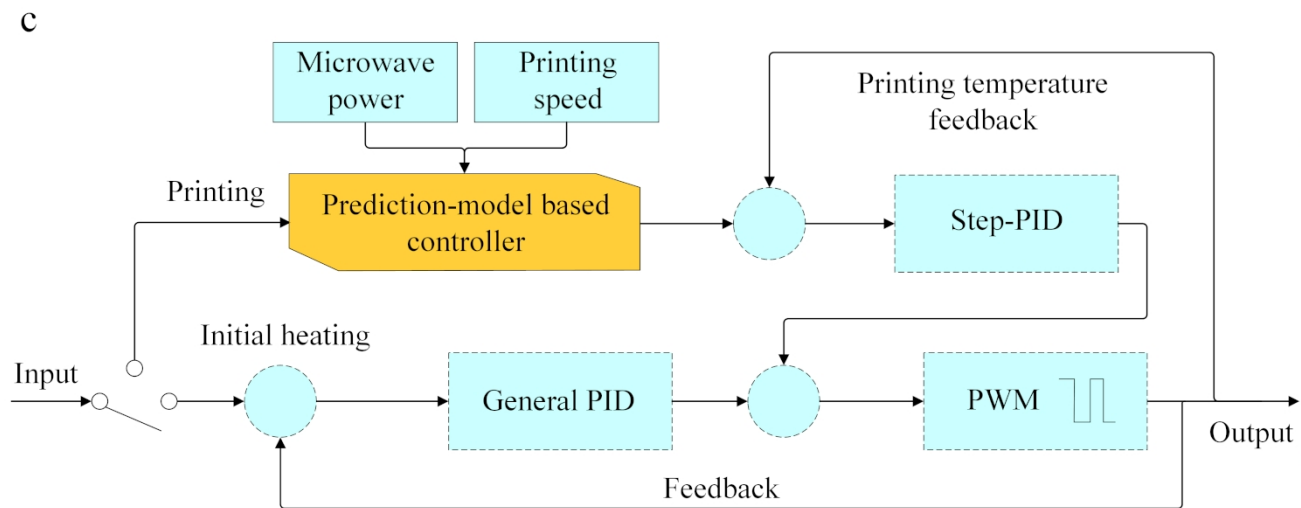 c
Microwave
power
Printing
speed
Printing temperature
feedback
Printing
Prediction-model based
controller
Step-PID
Initial heating
Input
General PID
PWM
Output
Feedback